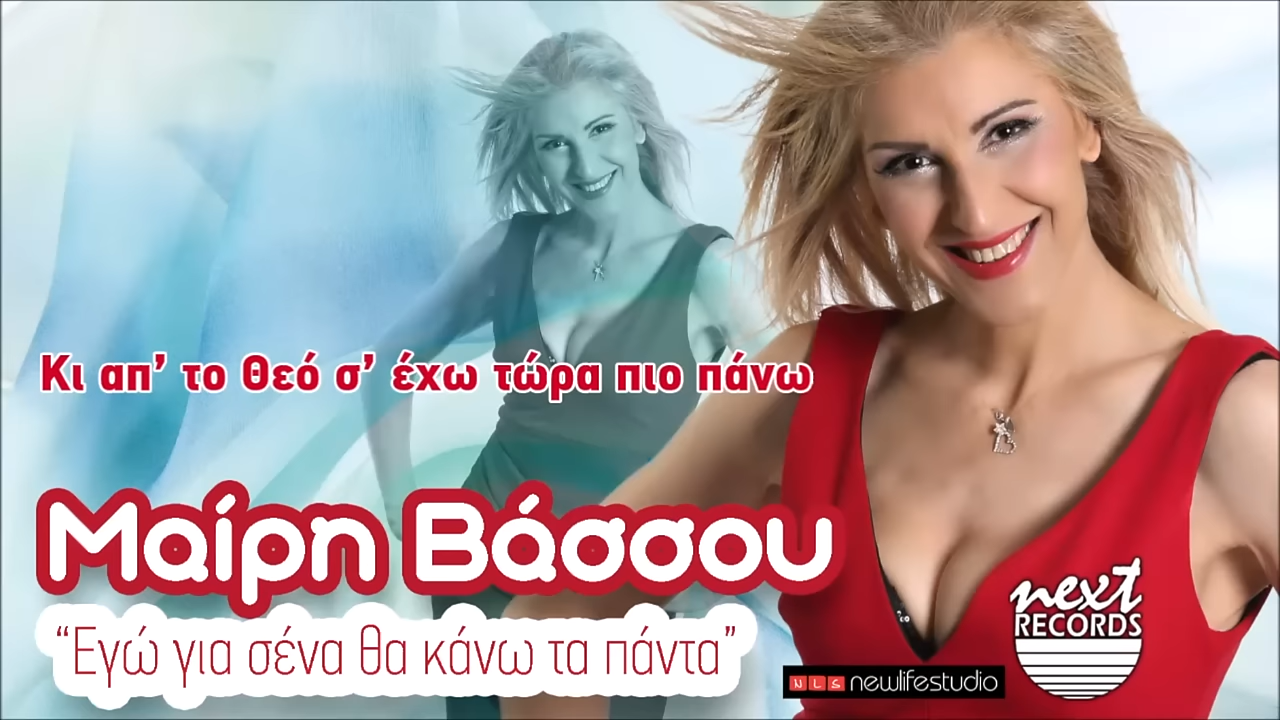 Κι απ' το Θεό σ' έχω τώρα πιο πάνω
Μαίρη Βάσσου
“Εγώ για σένα θα κάνω τα πάντα”
next
RECORDS
NLS newlifestudio